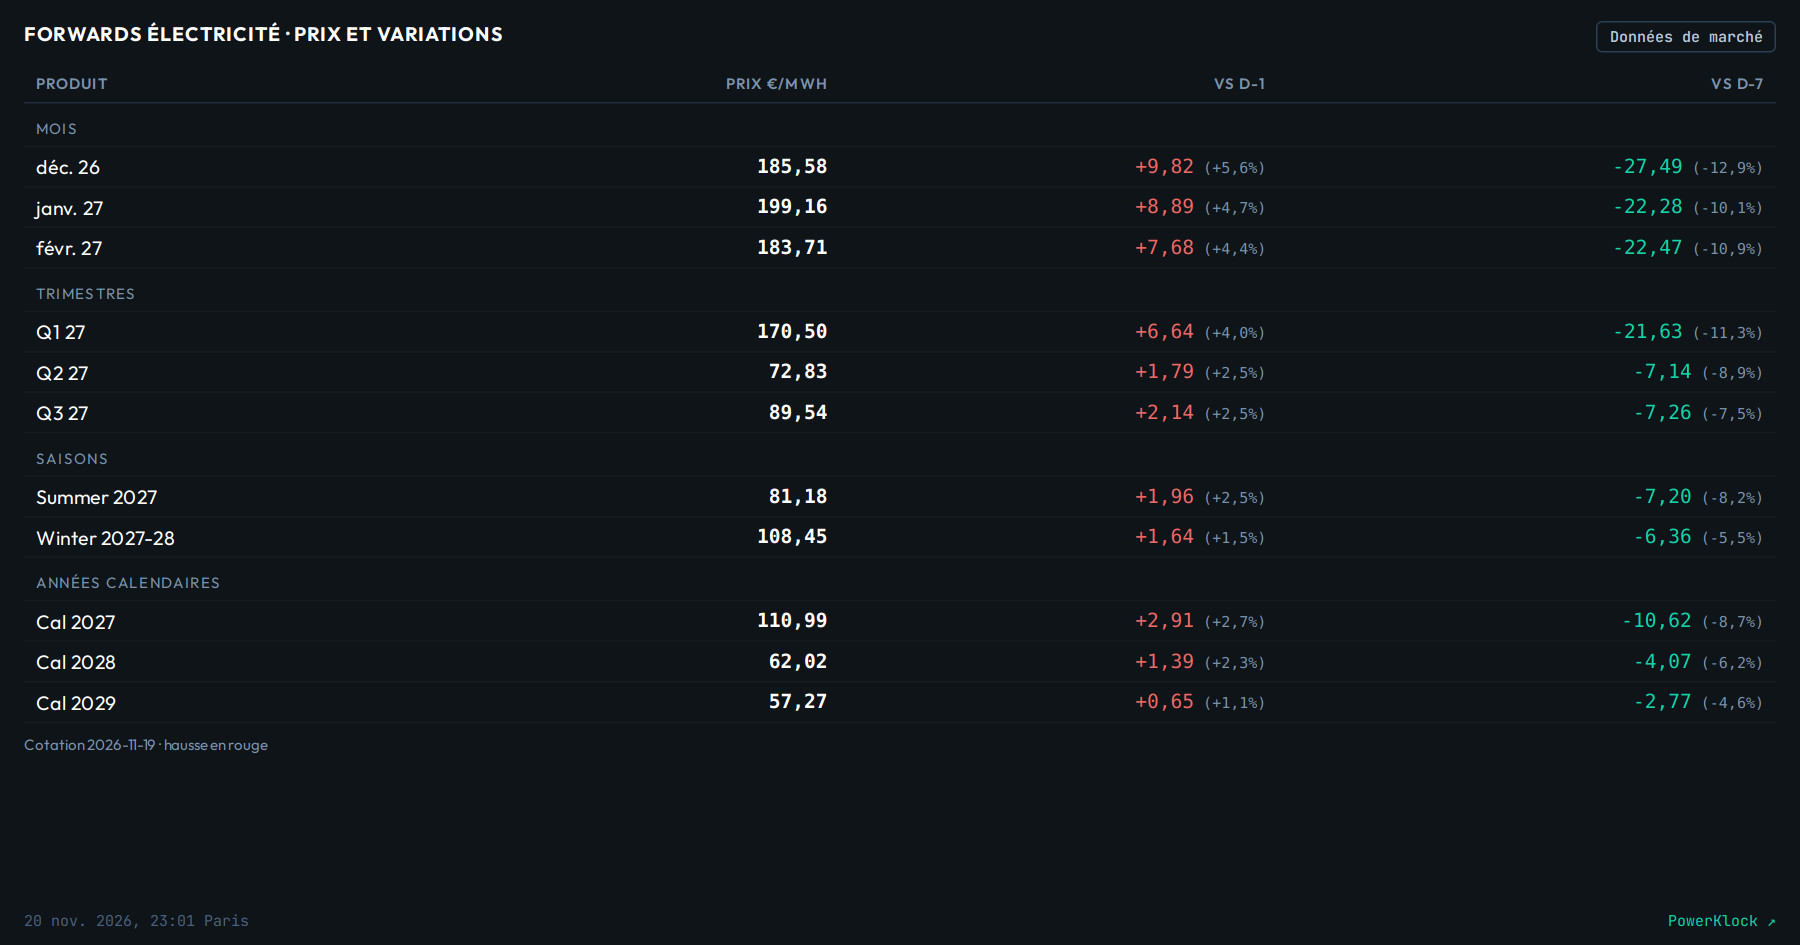 FORWARDS ÉLECTRICITÉ · PRIX ET VARIATIONS
Données de marché
PRODUIT PRIX €/MWH VS D-1 VS D-7
MOIS
déc. 26 185,58 +9,82 (+5,6%) -27,49 (-12,9%)
janv. 27 199,16 +8,89 (+4,7%) -22,28 (-10,1%)
févr. 27 183,71 +7,68 (+4,4%) -22,47 (-10,9%)
TRIMESTRES
Q1 27 170,50 +6,64 (+4,0%) -21,63 (-11,3%)
Q2 27 72,83 +1,79 (+2,5%) -7,14 (-8,9%)
Q3 27 89,54 +2,14 (+2,5%) -7,26 (-7,5%)
SAISONS
Summer 2027 81,18 +1,96 (+2,5%) -7,20 (-8,2%)
Winter 2027-28 108,45 +1,64 (+1,5%) -6,36 (-5,5%)
ANNÉES CALENDAIRES
Cal 2027 110,99 +2,91 (+2,7%) -10,62 (-8,7%)
Cal 2028 62,02 +1,39 (+2,3%) -4,07 (-6,2%)
Cal 2029 57,27 +0,65 (+1,1%) -2,77 (-4,6%)
Cotation 2026-11-19 · hausse en rouge
20 nov. 2026, 23:01 Paris
PowerKlock ↗